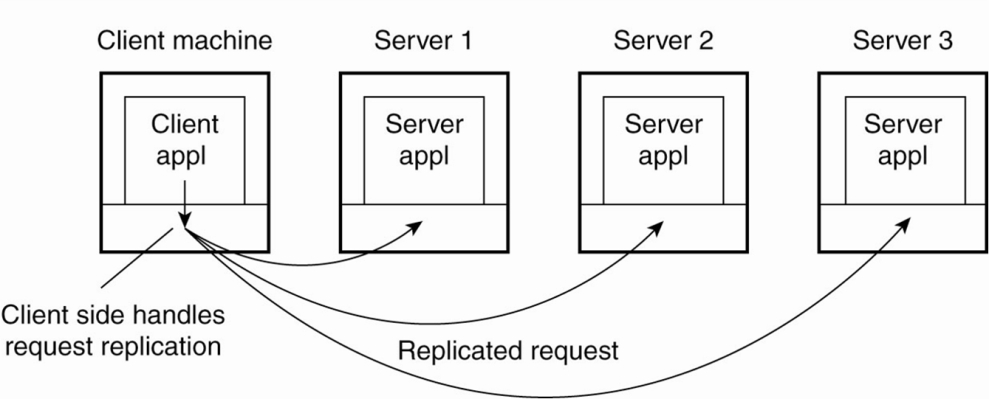 Client machine
Server 1
Server 2
Server 3
Client
appl
Server
appl
Server
appl
Server
appl
Client side handles
request replication
Replicated request